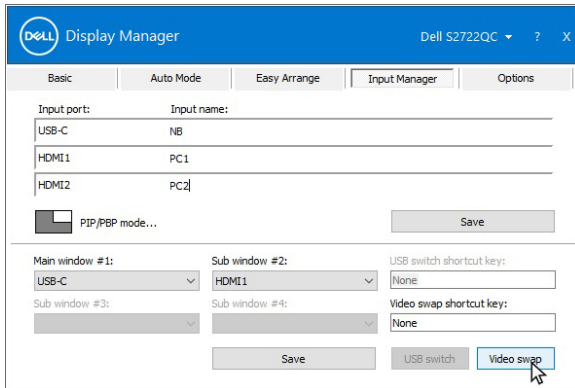 DELL Display Manager Dell S2722QC ? X
Basic Auto Mode Easy Arrange Input Manager Options
Input port: Input name:
USB-C NB
HDMI1 PC1
HDMI2 PC2
PIP/PBP mode... Save
Main window #1: Sub window #2: USB switch shortcut key:
USB-C HDMI1 None
Sub window #3: Sub window #4: Video swap shortcut key:
None
Save USB switch Video swap